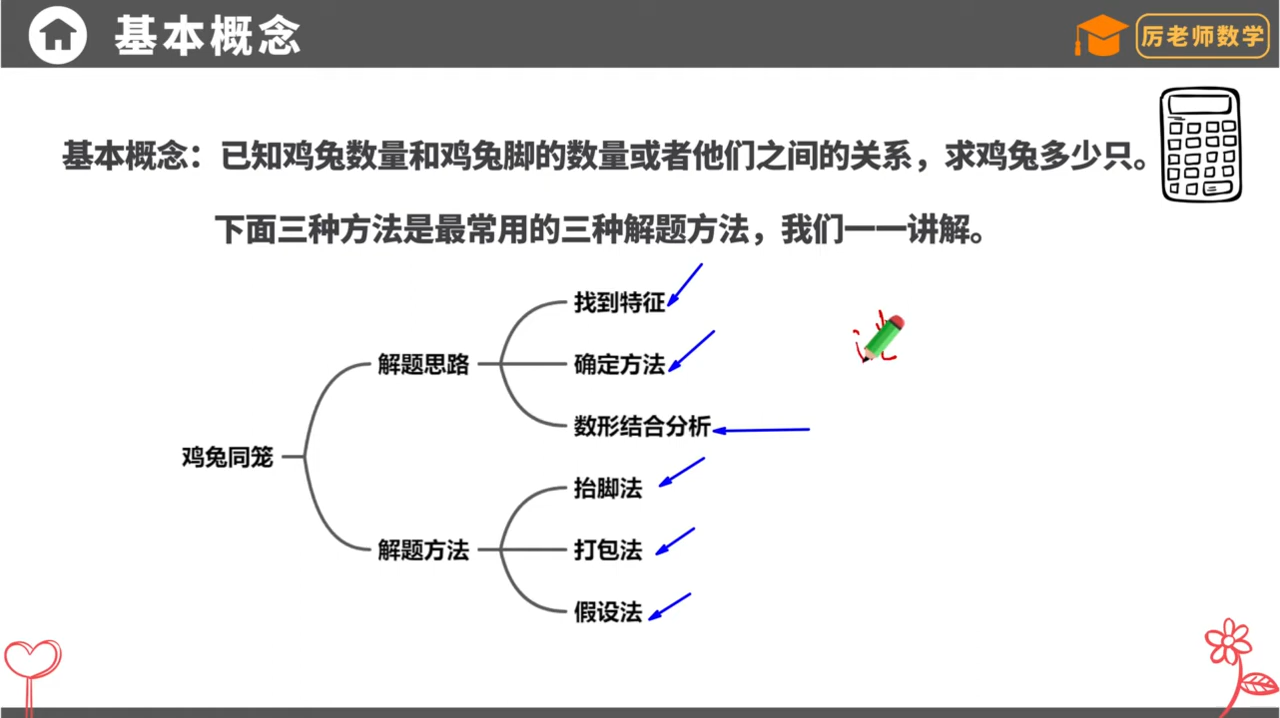 基本概念
厉老师数学
基本概念：已知鸡兔数量和鸡兔脚的数量或者他们之间的关系，求鸡兔多少只。
下面三种方法是最常用的三种解题方法，我们一一讲解。
找到特征
解题思路
确定方法
数形结合分析
鸡兔同笼
抬脚法
解题方法
打包法
假设法